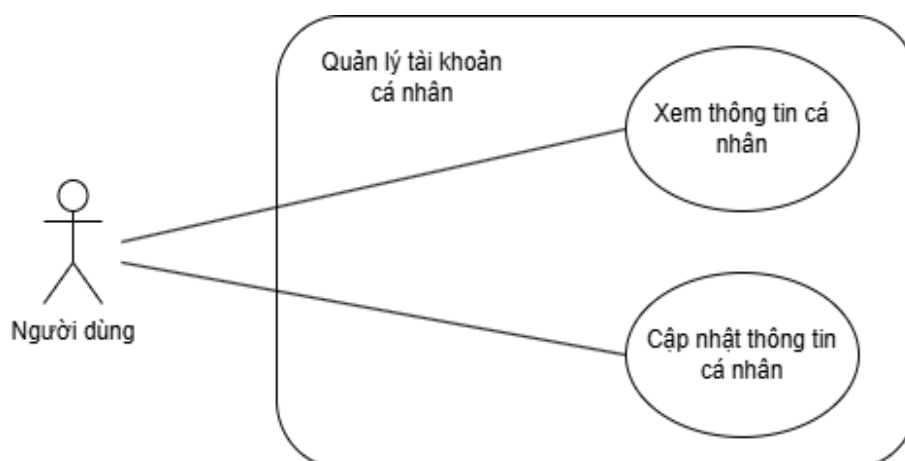 Quản lý tài khoản
cá nhân
Xem thông tin cá
nhân
Người dùng
Cập nhật thông tin
cá nhân